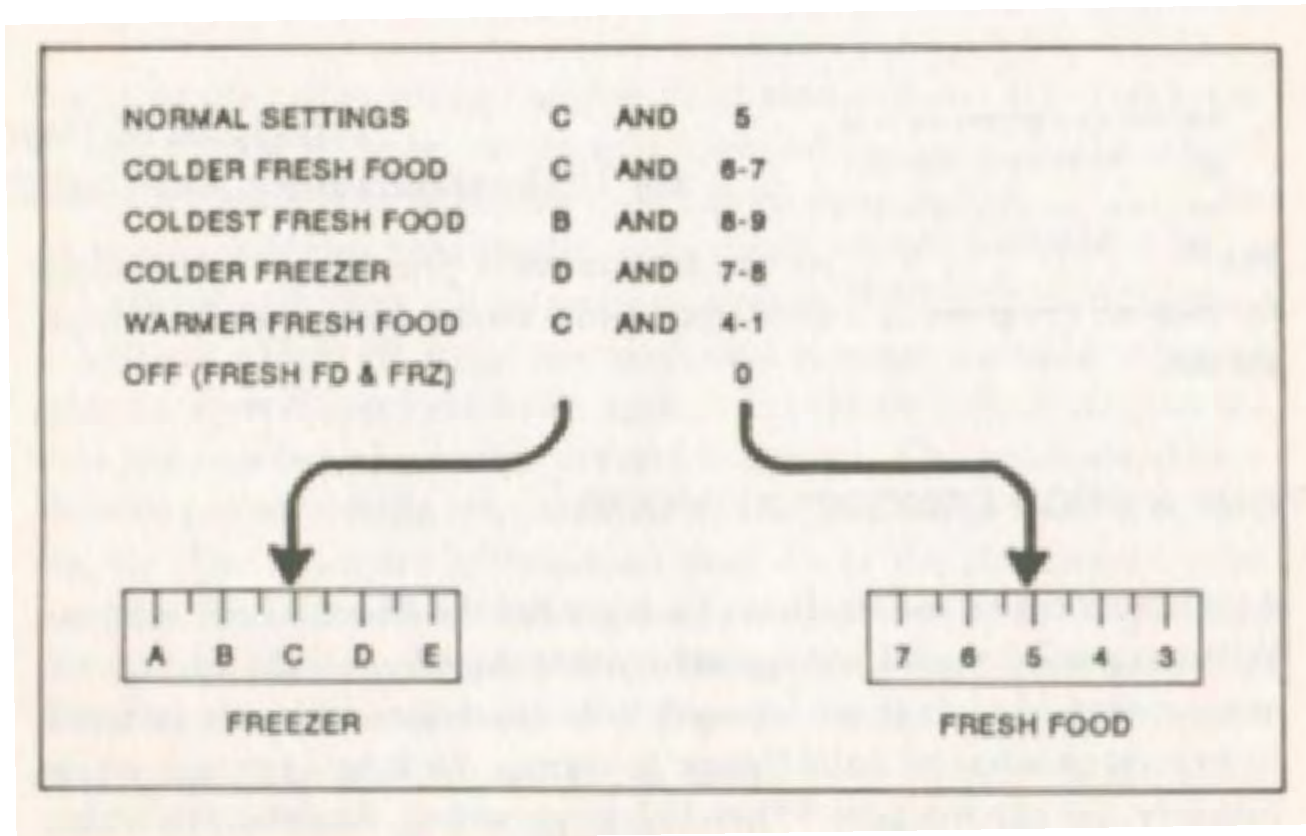 NORMAL SETTINGS C AND 5
COLDER FRESH FOOD C AND 6-7
COLDEST FRESH FOOD B AND 8-9
COLDER FREEZER D AND 7-8
WARMER FRESH FOOD C AND 4-1
OFF (FRESH FD & FRZ) 0
A B C D E
7 6 5 4 3
FREEZER
FRESH FOOD